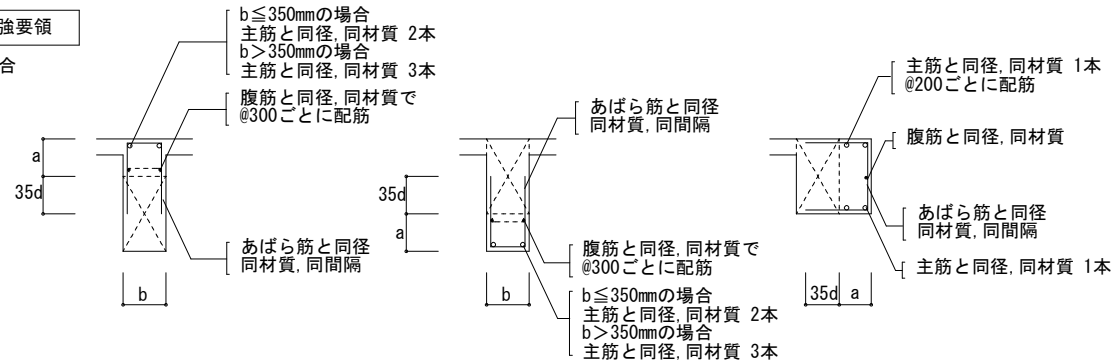 強要領
合
b≦350mmの場合
主筋と同径,同材質 2本
b＞350mmの場合
主筋と同径,同材質 3本
腹筋と同径,同材質で
@300ごとに配筋
a
35d
あばら筋と同径
同材質,同間隔
b
あばら筋と同径
同材質,同間隔
35d
a
腹筋と同径,同材質で
@300ごとに配筋
b
b≦350mmの場合
主筋と同径,同材質 2本
b＞350mmの場合
主筋と同径,同材質 3本
主筋と同径,同材質 1本
@200ごとに配筋
腹筋と同径,同材質
あばら筋と同径
同材質,同間隔
主筋と同径,同材質 1本
35d
a